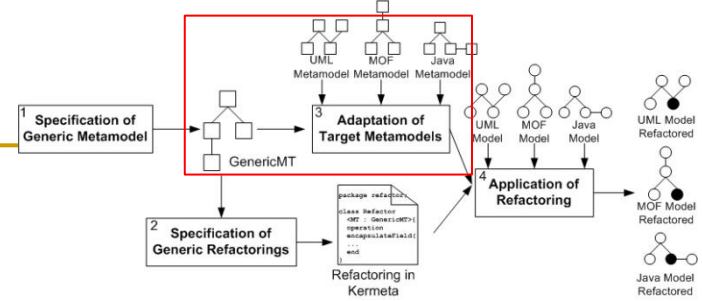 UML
Metamodel
MOF
Metamodel
Java
Metamodel
1
Specification of
Generic Metamodel
GenericMT
3
Adaptation of
Target Metamodels
UML
Model
MOF
Model
Java
Model
UML Model
Refactored
2
Specification of
Generic Refactorings
package refactor;
class Refactor
<MT : GenericMT>{
operation
encapsulateField(
...
end
}
Refactoring in
Kermeta
4
Application of
Refactoring
MOF Model
Refactored
Java Model
Refactored